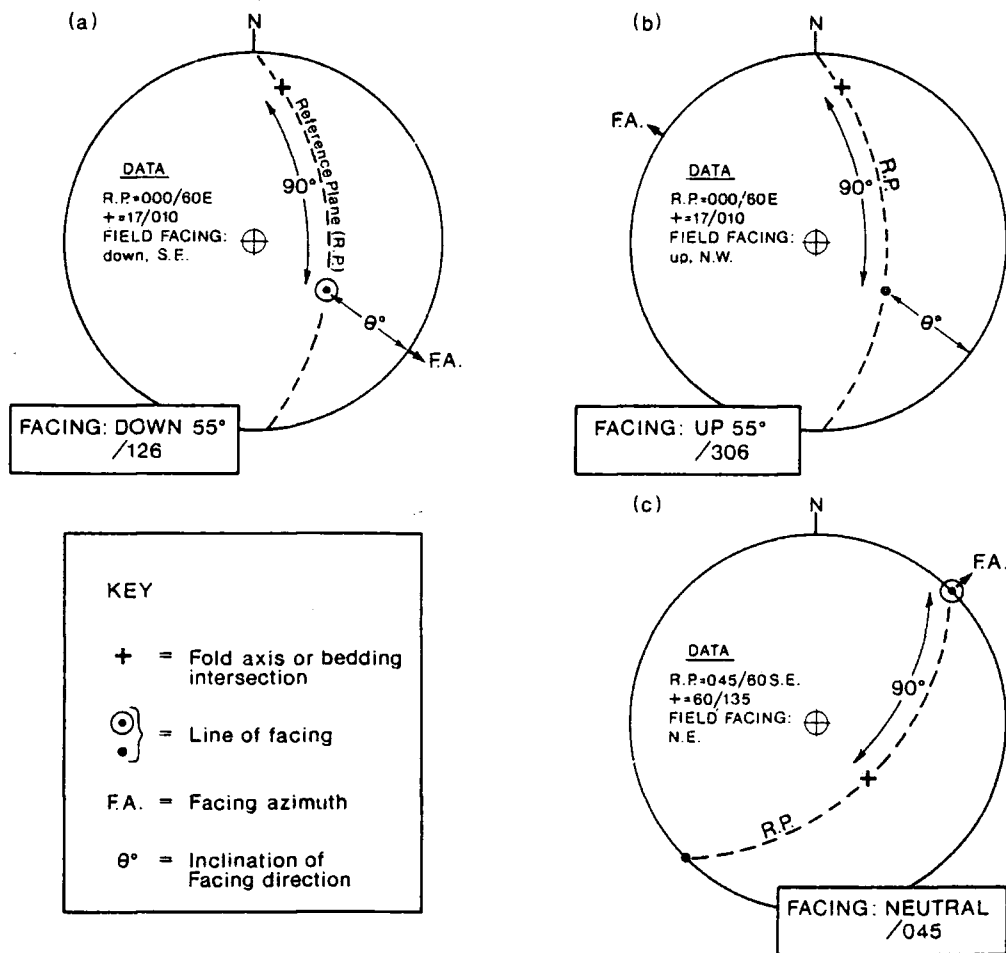 (a)
N
Reference Plane (R.P.)
90°
DATA
R.P.=000/60E
+=17/010
FIELD FACING:
down, S.E.
θ°
F.A.
FACING: DOWN 55°
/126
(b)
N
F.A.
R.P.
90°
DATA
R.P.=000/60E
+=17/010
FIELD FACING:
up, N.W.
θ°
FACING: UP 55°
/306
KEY
+ = Fold axis or bedding
intersection
= Line of facing
F.A. = Facing azimuth
θ° = Inclination of
Facing direction
(c)
N
F.A.
DATA
R.P.=045/60S.E.
+=60/135
FIELD FACING:
N.E.
90°
R.P.
FACING: NEUTRAL
/045